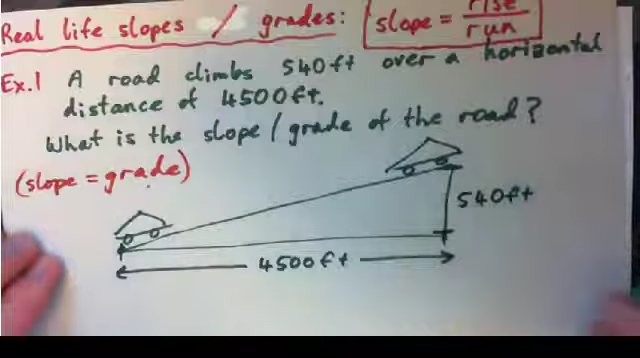 Real life slopes / grades:
slope = rise
run
Ex.1 A road climbs 540ft over a horizontal
distance of 4500ft.
What is the slope / grade of the road?
(slope = grade)
540ft
4500ft